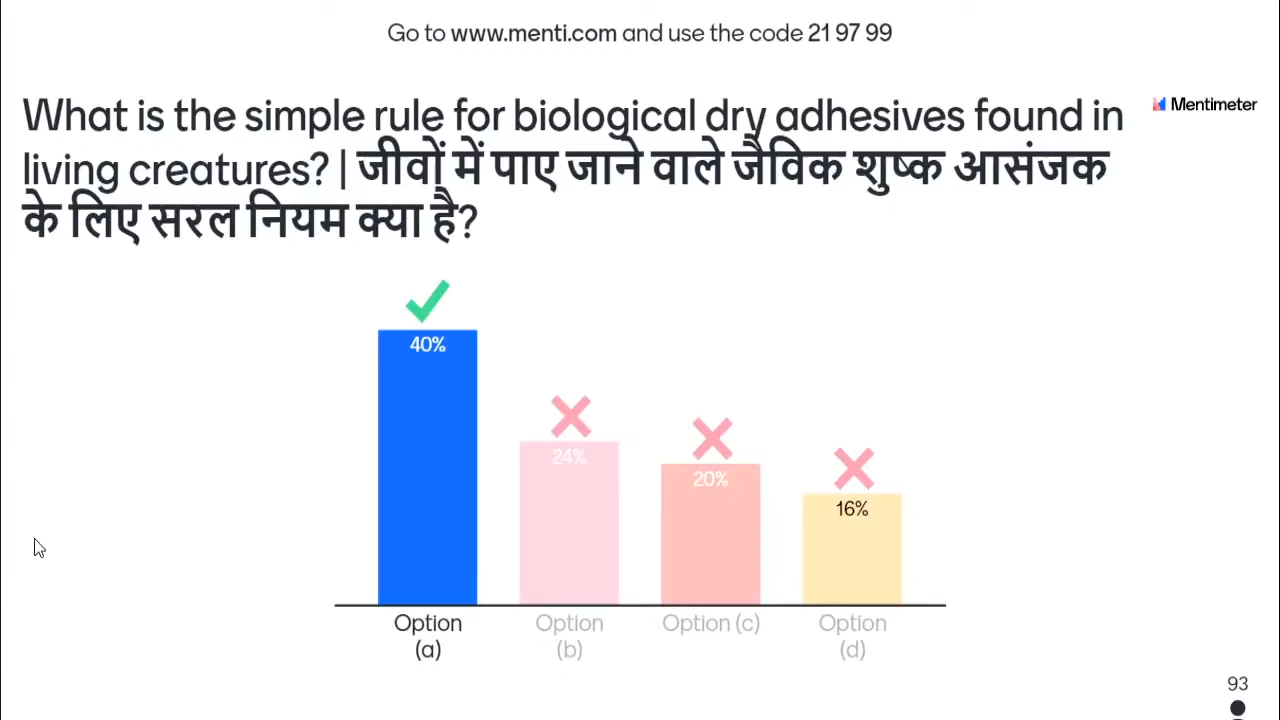 Go to www.menti.com and use the code 21 97 99
What is the simple rule for biological dry adhesives found in
living creatures? | जीवों में पाए जाने वाले जैविक शुष्क आसंजक
के लिए सरल नियम क्या है?
Mentimeter
40%
24%
20%
16%
Option (a)
Option (b)
Option (c)
Option (d)
93